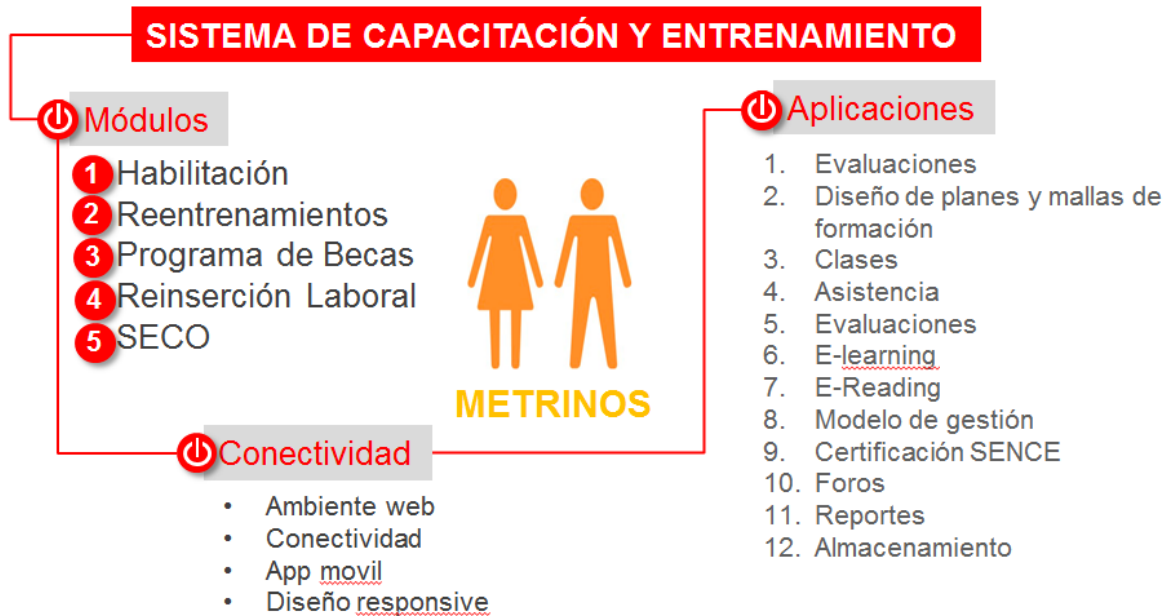 SISTEMA DE CAPACITACIÓN Y ENTRENAMIENTO
Módulos
1 Habilitación
2 Reentrenamientos
3 Programa de Becas
4 Reinserción Laboral
5 SECO
METRINOS
Conectividad
• Ambiente web
• Conectividad
• App movil
• Diseño responsive
Aplicaciones
1. Evaluaciones
2. Diseño de planes y mallas de
formación
3. Clases
4. Asistencia
5. Evaluaciones
6. E-learning
7. E-Reading
8. Modelo de gestión
9. Certificación SENCE
10. Foros
11. Reportes
12. Almacenamiento